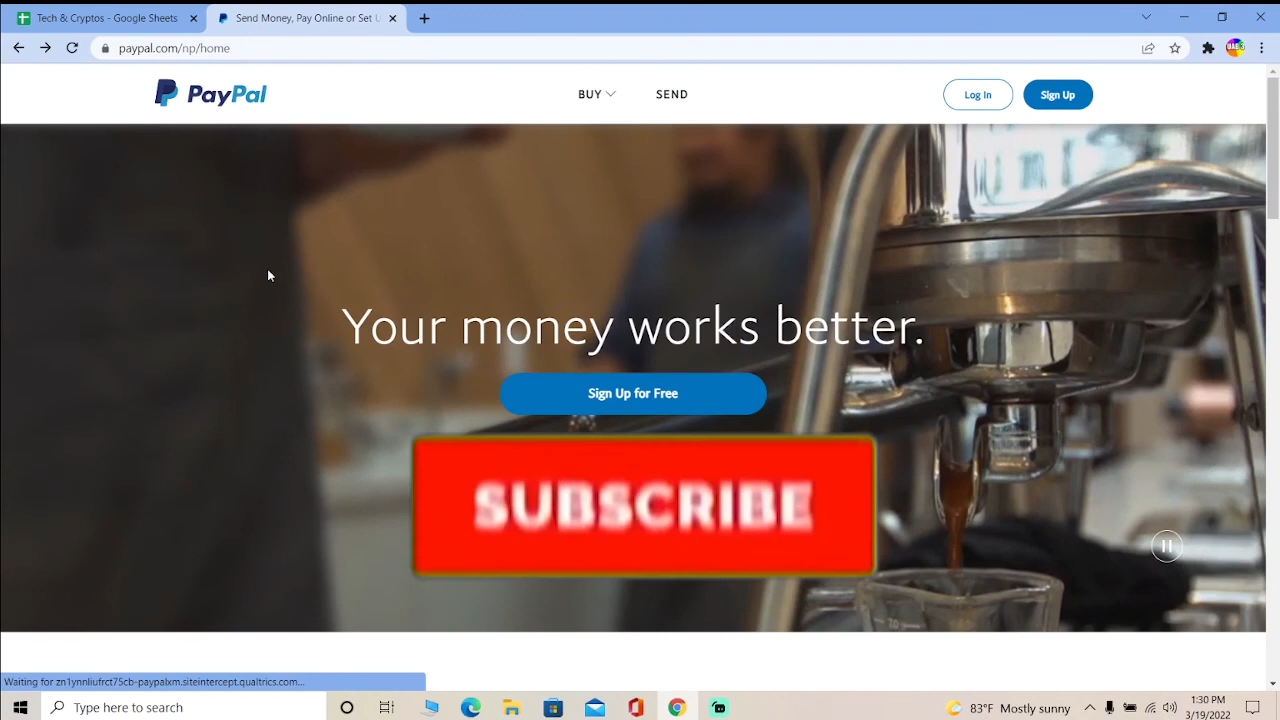 Tech & Cryptos - Google Sheets
Send Money, Pay Online or Set U
paypal.com/np/home
PayPal
BUY
SEND
Log In
Sign Up
Your money works better.
Sign Up for Free
SUBSCRIBE
Waiting for zn1ynnliufrct75cb-paypalxm.siteintercept.qualtrics.com...
Type here to search
83°F Mostly sunny
1:30 PM
3/19/2022